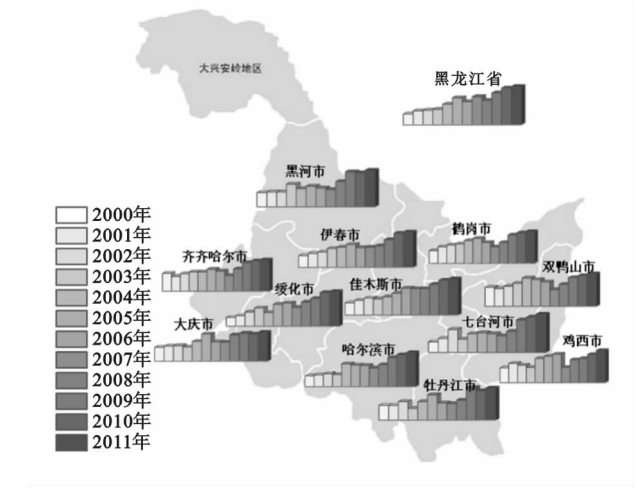 大兴安岭地区
黑龙江省
黑河市
伊春市
鹤岗市
齐齐哈尔市
绥化市
佳木斯市
双鸭山市
大庆市
哈尔滨市
七台河市
鸡西市
牡丹江市
2000年
2001年
2002年
2003年
2004年
2005年
2006年
2007年
2008年
2009年
2010年
2011年